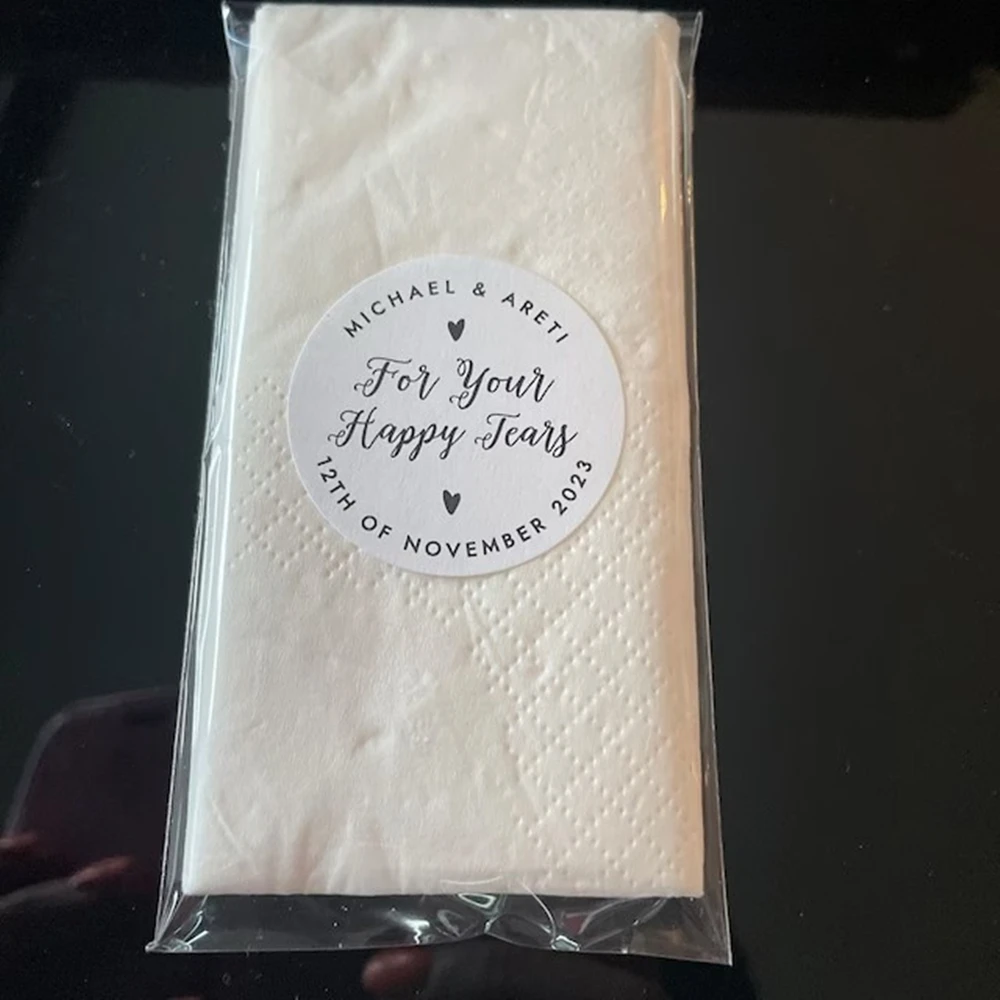 MICHAEL & ARETI
For Your
Happy Tears
12TH OF NOVEMBER 2023